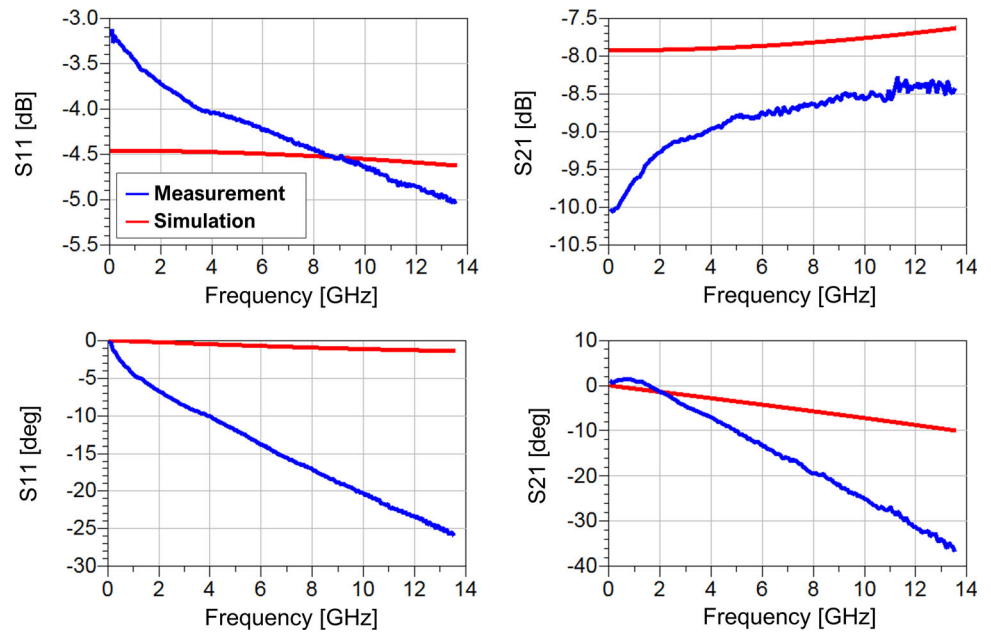 S11 [dB]
-3.0
-3.5
-4.0
-4.5
-5.0
-5.5
Measurement
Simulation
0 2 4 6 8 10 12 14
Frequency [GHz]
S21 [dB]
-7.5
-8.0
-8.5
-9.0
-9.5
-10.0
-10.5
0 2 4 6 8 10 12 14
Frequency [GHz]
S11 [deg]
0
-5
-10
-15
-20
-25
-30
0 2 4 6 8 10 12 14
Frequency [GHz]
S21 [deg]
10
0
-10
-20
-30
-40
0 2 4 6 8 10 12 14
Frequency [GHz]